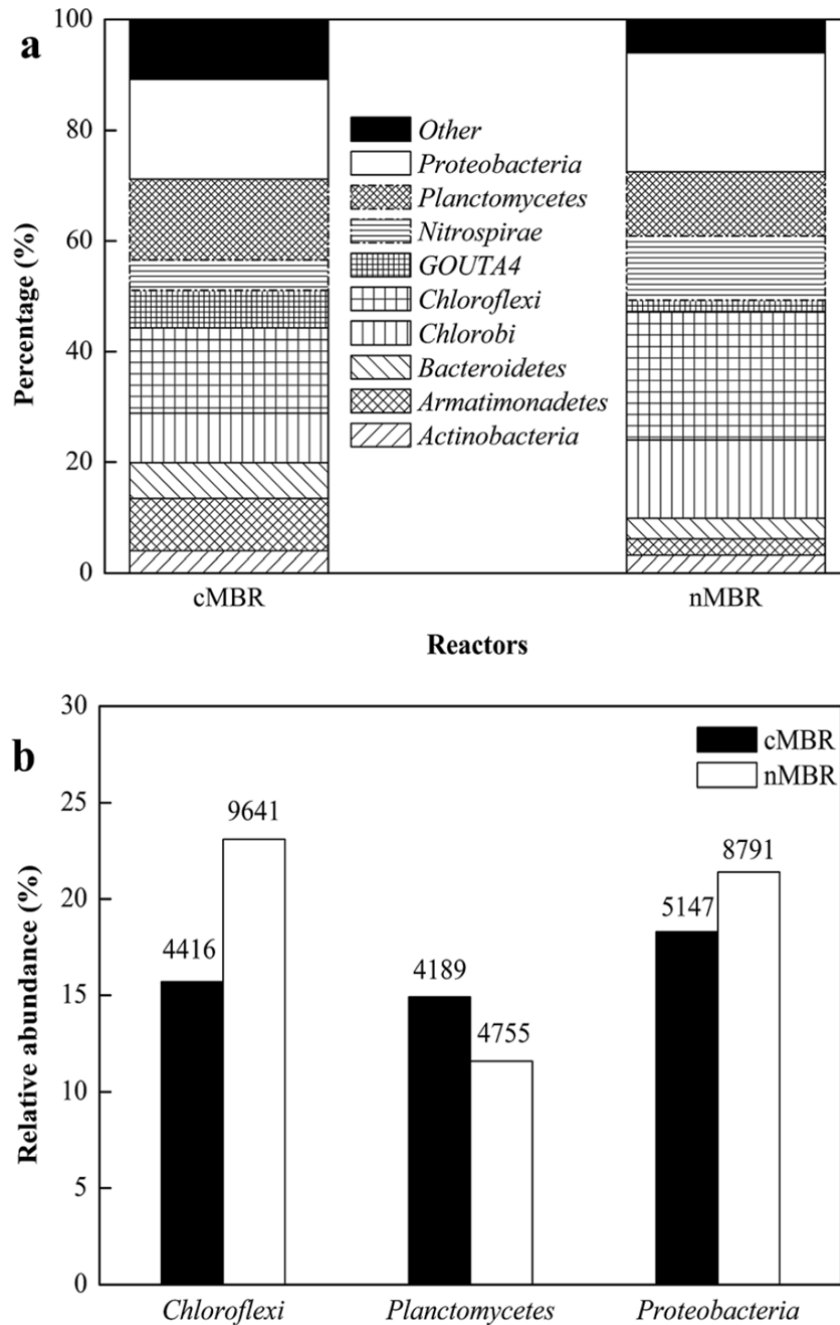 a
100
80
60
40
20
0
Percentage (%)
Other
Proteobacteria
Planctomycetes
Nitrospirae
GOUTA4
Chloroflexi
Chlorobi
Bacteroidetes
Armatimonadetes
Actinobacteria
cMBR
nMBR
Reactors
b
30
25
20
15
10
5
0
Relative abundance (%)
cMBR
nMBR
4416
9641
4189
4755
5147
8791
Chloroflexi
Planctomycetes
Proteobacteria